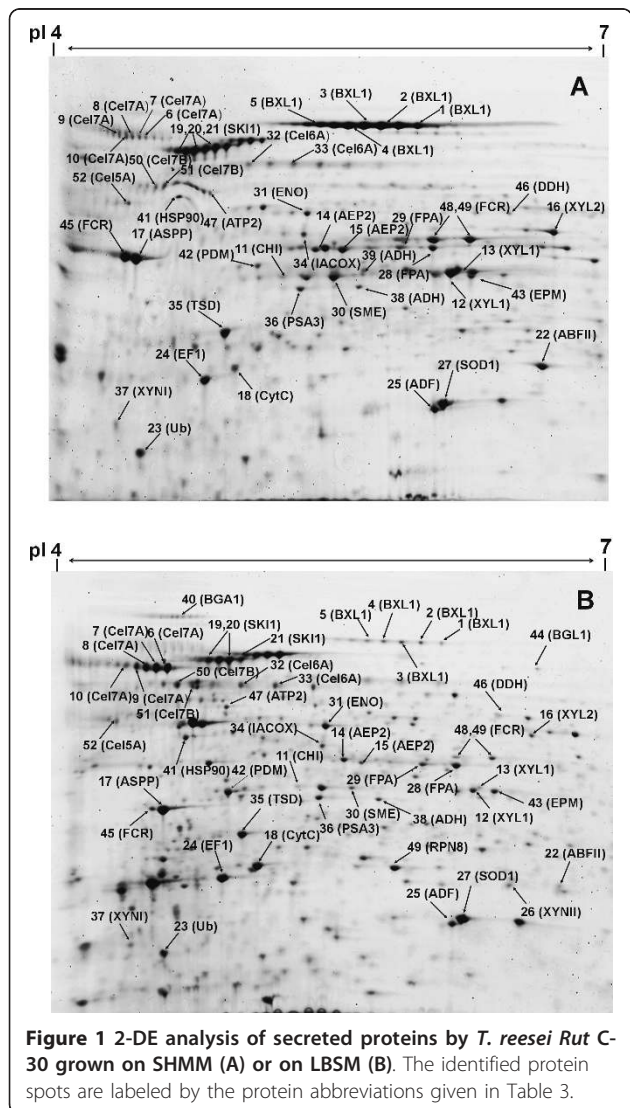 pI 4
7
A
3 (BXL1)
7 (Cel7A)
5 (BXL1)
2 (BXL1)
8 (Cel7A)
6 (Cel7A)
1 (BXL1)
9 (Cel7A)
19,20,21 (SKI1)
32 (Cel6A)
33 (Cel6A)
4 (BXL1)
10 (Cel7A)
50 (Cel7B)
51 (Cel7B)
52 (Cel5A)
31 (ENO)
46 (DDH)
48,49 (FCR)
41 (HSP90)
47 (ATP2)
14 (AEP2)
29 (FPA)
16 (XYL2)
45 (FCR)
15 (AEP2)
17 (ASPP)
11 (CHI)
39 (ADH)
13 (XYL1)
42 (PDM)
34 (IACOX)
28 (FPA)
38 (ADH)
43 (EPM)
35 (TSD)
30 (SME)
12 (XYL1)
36 (PSA3)
22 (ABFII)
24 (EF1)
27 (SOD1)
18 (CytC)
25 (ADF)
37 (XYNI)
23 (Ub)
pI 4
7
B
40 (BGA1)
19,20 (SKI1)
4 (BXL1)
7 (Cel7A)
5 (BXL1)
2 (BXL1)
6 (Cel7A)
21 (SKI1)
1 (BXL1)
8 (Cel7A)
44 (BGL1)
50 (Cel7B)
32 (Cel6A)
3 (BXL1)
10 (Cel7A)
9 (Cel7A)
33 (Cel6A)
51 (Cel7B)
47 (ATP2)
46 (DDH)
31 (ENO)
48,49 (FCR)
16 (XYL2)
52 (Cel5A)
34 (IACOX)
14 (AEP2)
15 (AEP2)
41 (HSP90)
11 (CHI)
13 (XYL1)
17 (ASPP)
42 (PDM)
29 (FPA)
28 (FPA)
35 (TSD)
30 (SME)
43 (EPM)
45 (FCR)
38 (ADH)
12 (XYL1)
36 (PSA3)
18 (CytC)
24 (EF1)
49 (RPN8)
22 (ABFII)
27 (SOD1)
25 (ADF)
26 (XYNII)
37 (XYNI)
23 (Ub)
Figure 1 2-DE analysis of secreted proteins by T. reesei Rut C-
30 grown on SHMM (A) or on LBSM (B). The identified protein
spots are labeled by the protein abbreviations given in Table 3.